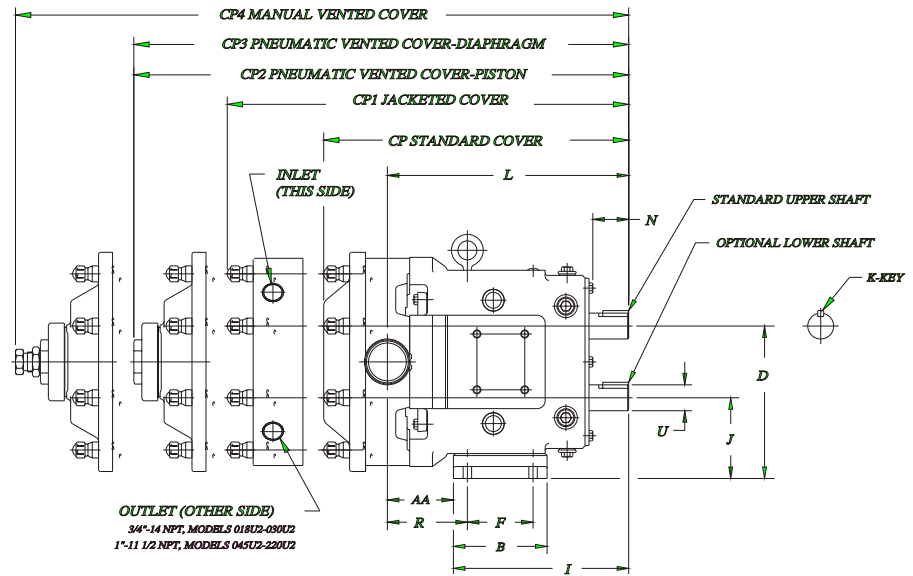 CP4 MANUAL VENTED COVER
CP3 PNEUMATIC VENTED COVER-DIAPHRAGM
CP2 PNEUMATIC VENTED COVER-PISTON
CP1 JACKETED COVER
CP STANDARD COVER
INLET
(THIS SIDE)
L
N
STANDARD UPPER SHAFT
OPTIONAL LOWER SHAFT
K-KEY
D
U
J
AA
R
F
B
I
OUTLET (OTHER SIDE)
3/4"-14 NPT, MODELS 018U2-030U2
1"-11 1/2 NPT, MODELS 045U2-220U2